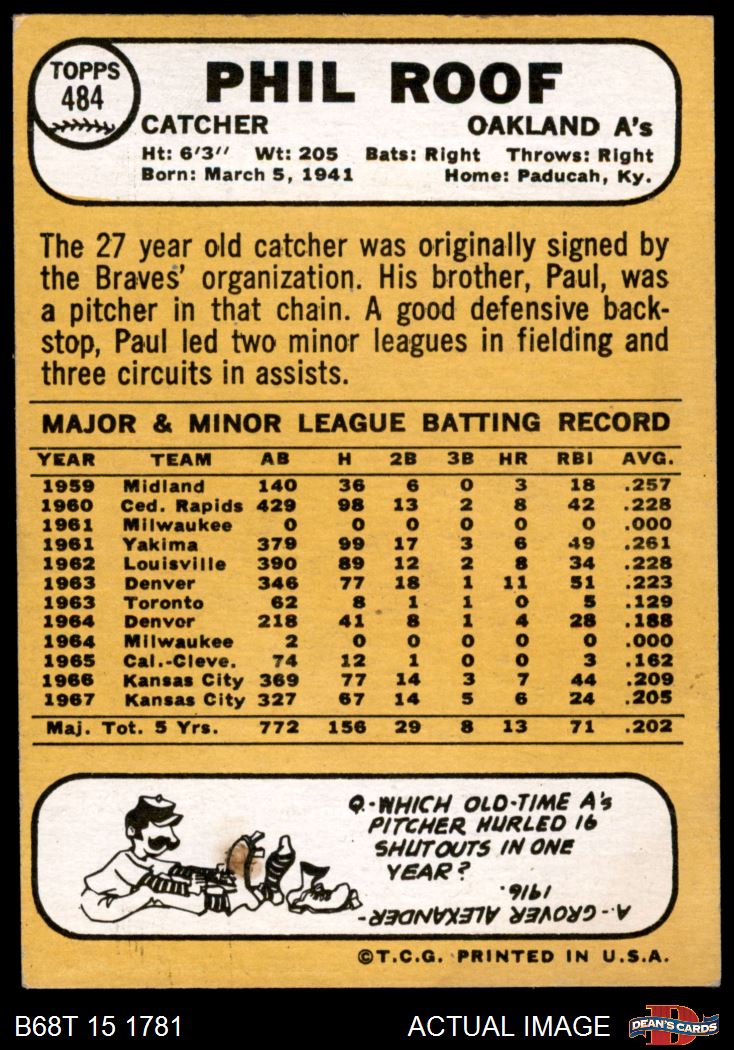 TOPPS
484
PHIL ROOF
CATCHER OAKLAND A's
Ht: 6'3" Wt: 205 Bats: Right Throws: Right
Born: March 5, 1941 Home: Paducah, Ky.
The 27 year old catcher was originally signed by
the Braves' organization. His brother, Paul, was
a pitcher in that chain. A good defensive back-
stop, Paul led two minor leagues in fielding and
three circuits in assists.
MAJOR & MINOR LEAGUE BATTING RECORD
YEAR TEAM AB H 2B 3B HR RBI AVG.
1959 Midland 140 36 6 0 3 18 .257
1960 Ced. Rapids 429 98 13 2 8 42 .228
1961 Milwaukee 0 0 0 0 0 0 .000
1961 Yakima 379 99 17 3 6 49 .261
1962 Louisville 390 89 12 2 8 34 .228
1963 Denver 346 77 18 1 11 51 .223
1963 Toronto 62 8 1 1 0 5 .129
1964 Denver 218 41 8 1 4 28 .188
1964 Milwaukee 2 0 0 0 0 0 .000
1965 Cal.-Cleve. 74 12 1 0 0 3 .162
1966 Kansas City 369 77 14 3 7 44 .209
1967 Kansas City 327 67 14 5 6 24 .205
Maj. Tot. 5 Yrs. 772 156 29 8 13 71 .202
Q-WHICH OLD-TIME A's
PITCHER HURLED 16
SHUTOUTS IN ONE
YEAR?
A-GROVER ALEXANDER-
1916.
©T.C.G. PRINTED IN U.S.A.
B68T 15 1781 ACTUAL IMAGE
D
DEAN'S CARDS